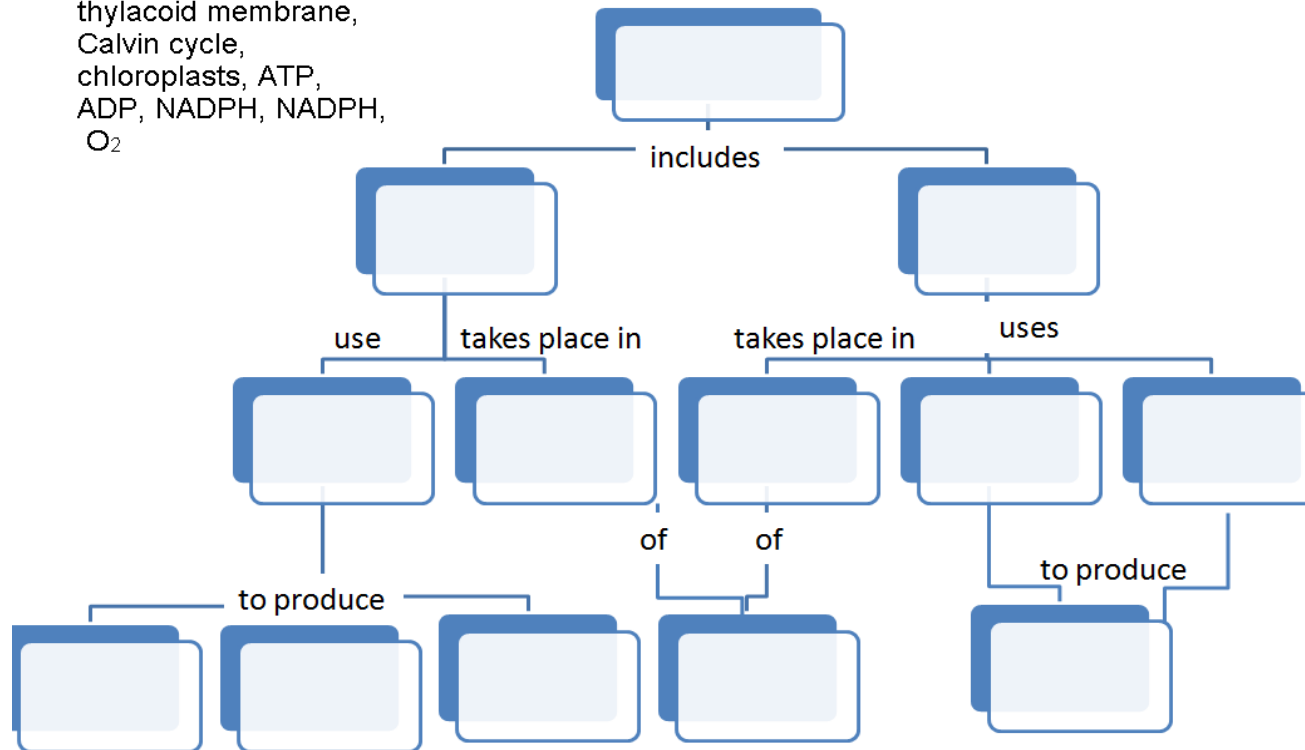 thylacoid membrane,
Calvin cycle,
chloroplasts, ATP,
ADP, NADPH, NADPH,
O₂
includes
use
takes place in
takes place in
uses
of
of
to produce
to produce